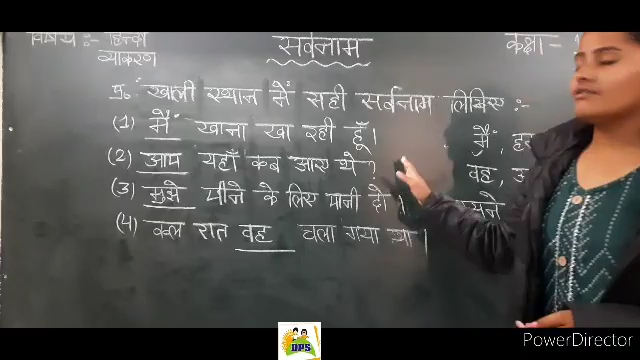 विषय :- हिन्दी
व्याकरण
सर्वनाम
कक्षा -
प्र॰ खाली स्थान में सही सर्वनाम लिखिए :-
(1) मैं खाना खा रही हूँ।
(2) आप यहाँ कब आए थे?
(3) मुझे पीने के लिए पानी दो।
(4) कल रात वह चला गया था।
मैं,
वह,
DPS
PowerDirector